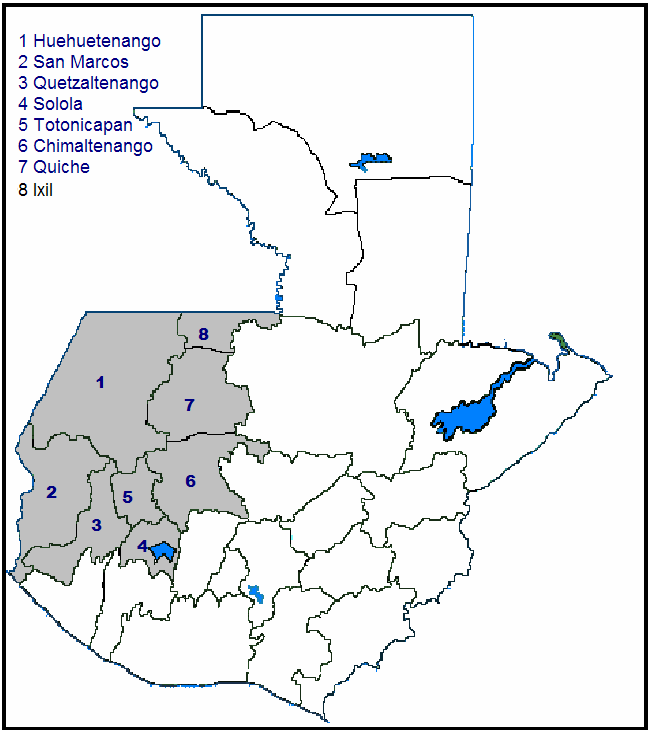 1 Huehuetenango
2 San Marcos
3 Quetzaltenango
4 Solola
5 Totonicapan
6 Chimaltenango
7 Quiche
8 Ixil
8
1
7
6
2
5
3
4